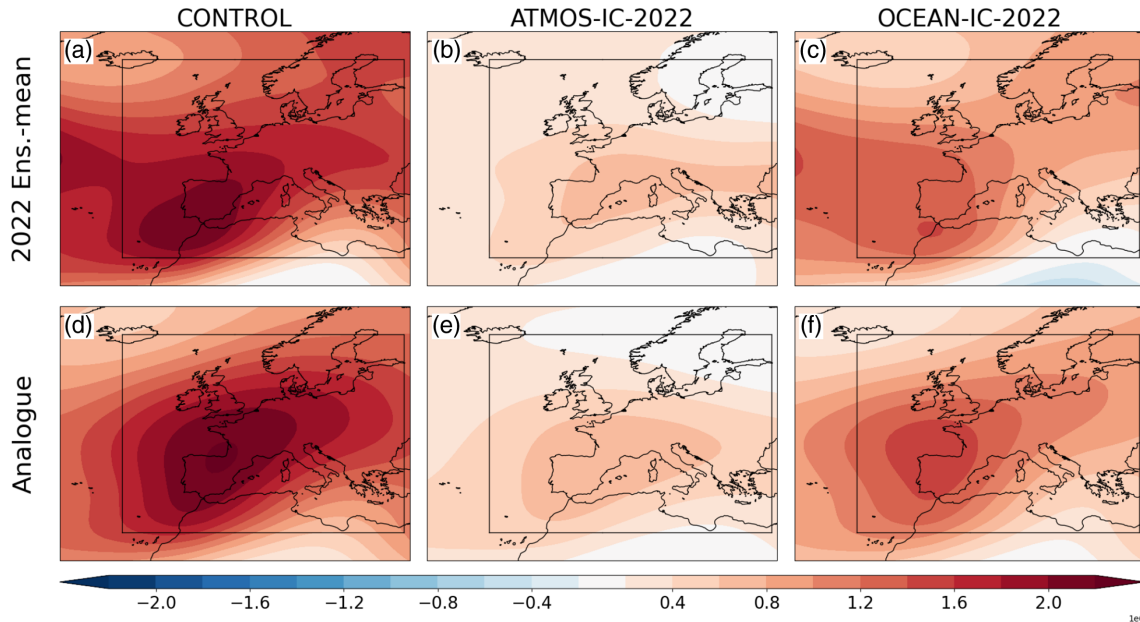 CONTROL ATMOS-IC-2022 OCEAN-IC-2022
2022 Ens.-mean
(a) (b) (c)
Analogue
(d) (e) (f)
−2.0 −1.6 −1.2 −0.8 −0.4 0.4 0.8 1.2 1.6 2.0